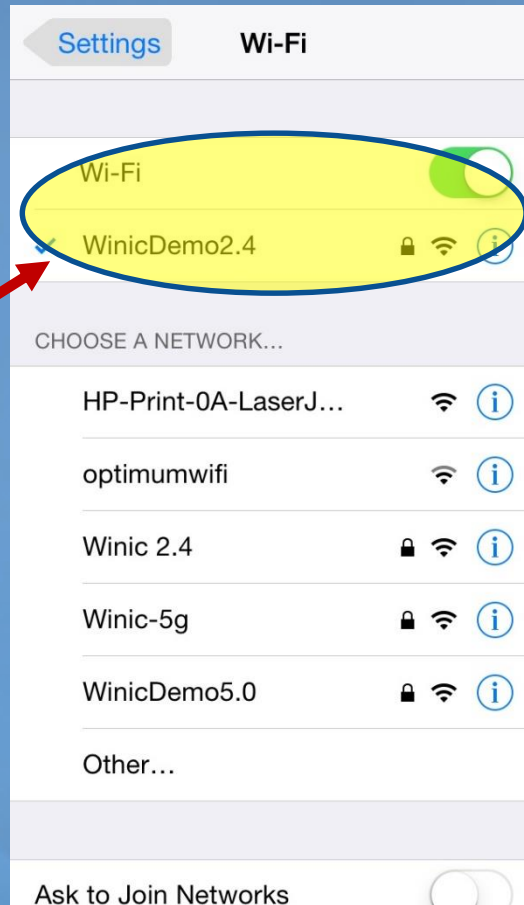 Settings Wi-Fi
Wi-Fi
WinicDemo2.4
CHOOSE A NETWORK...
HP-Print-0A-LaserJ...
optimumwifi
Winic 2.4
Winic-5g
WinicDemo5.0
Other...
Ask to Join Networks